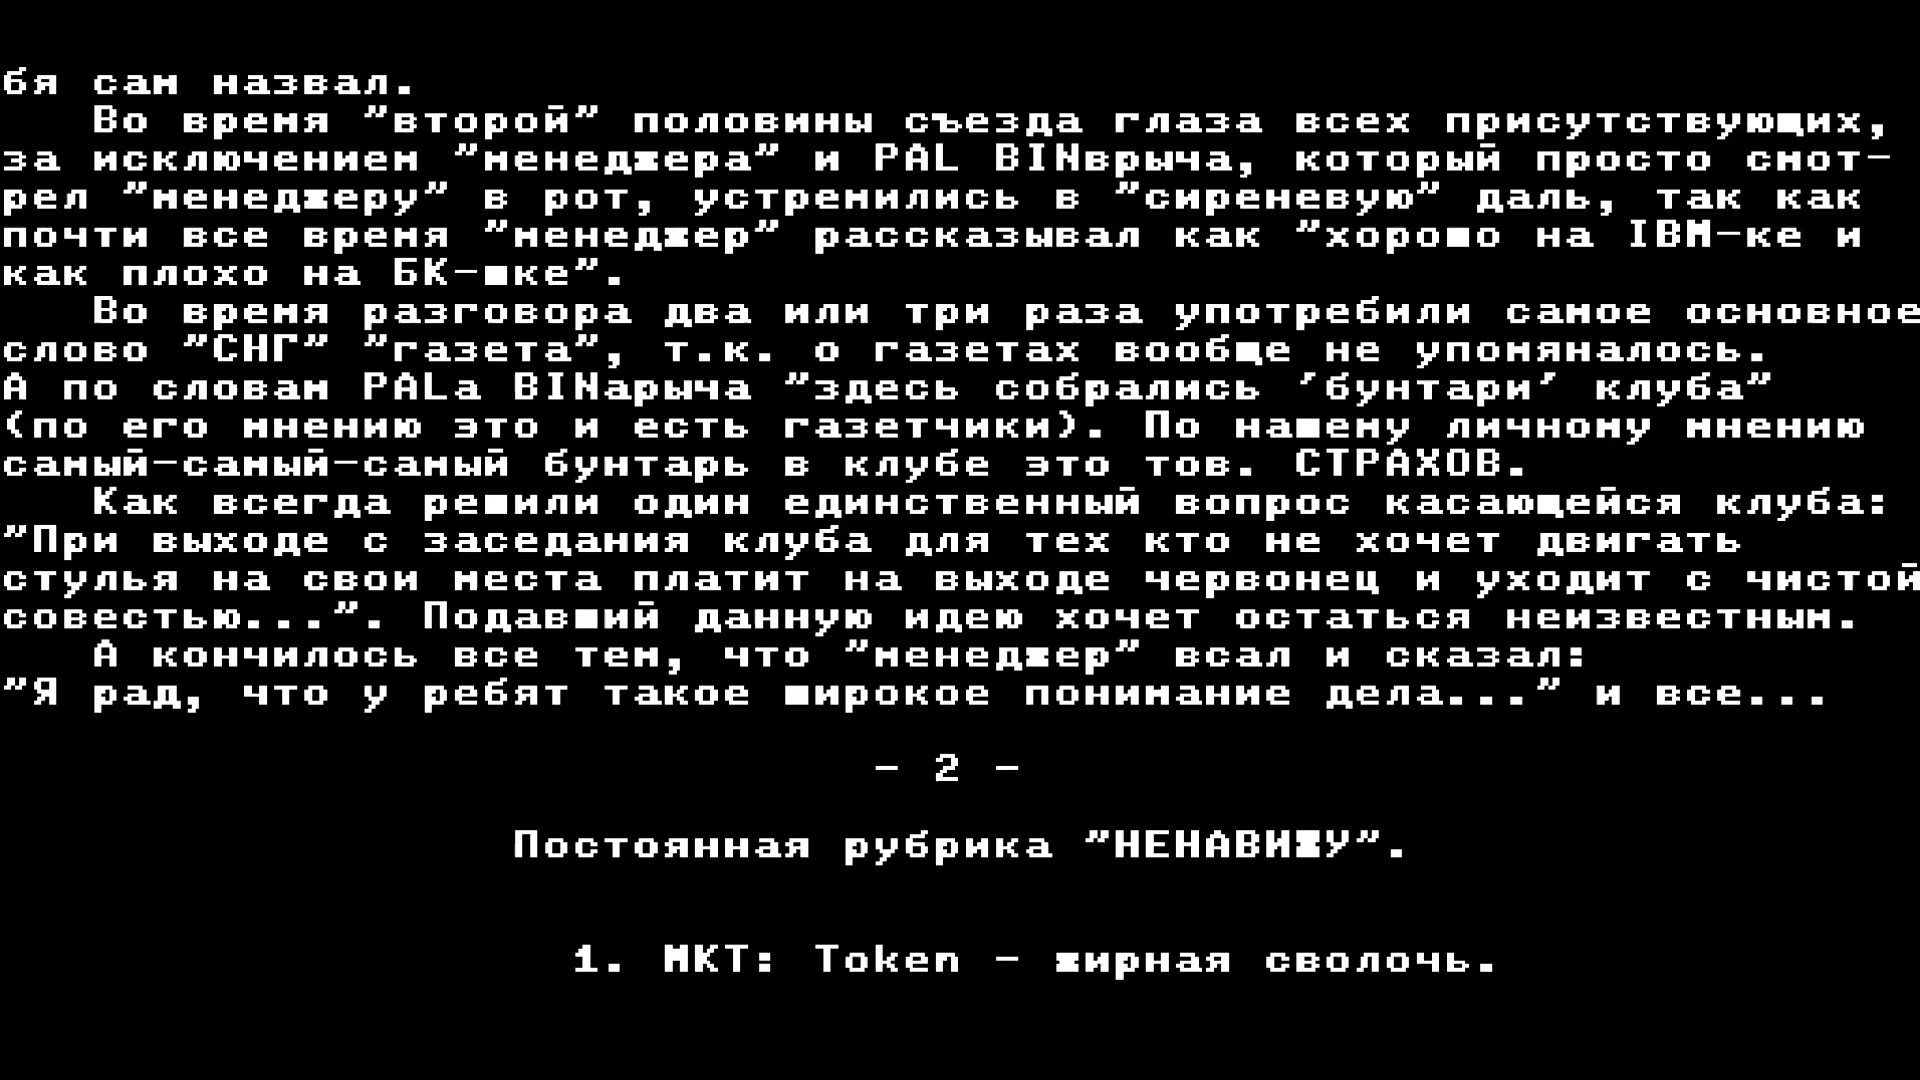 бя сам назвал.
Во время "второй" половины съезда глаза всех присутствующих,
за исключением "менеджера" и PAL BINврыча, который просто смот-
рел "менеджеру" в рот, устремились в "сиреневую" даль, так как
почти все время "менеджер" рассказывал как "хорошо на IBM-ке и
как плохо на БК-шке".
Во время разговора два или три раза употребили самое основное
слово "СНГ" "газета", т.к. о газетах вообще не упомяналось.
А по словам PALа BINарыча "здесь собрались 'бунтари' клуба"
(по его мнению это и есть газетчики). По нашему личному мнению
самый-самый-самый бунтарь в клубе это тов. СТРАХОВ.
Как всегда решили один единственный вопрос касающейся клуба:
"При выходе с заседания клуба для тех кто не хочет двигать
стулья на свои места платит на выходе червонец и уходит с чистой
совестью...". Подавший данную идею хочет остаться неизвестным.
А кончилось все тем, что "менеджер" всал и сказал:
"Я рад, что у ребят такое широкое понимание дела..." и все...
- 2 -
Постоянная рубрика "НЕНАВИЖУ".
1. МКТ: Token - жирная сволочь.